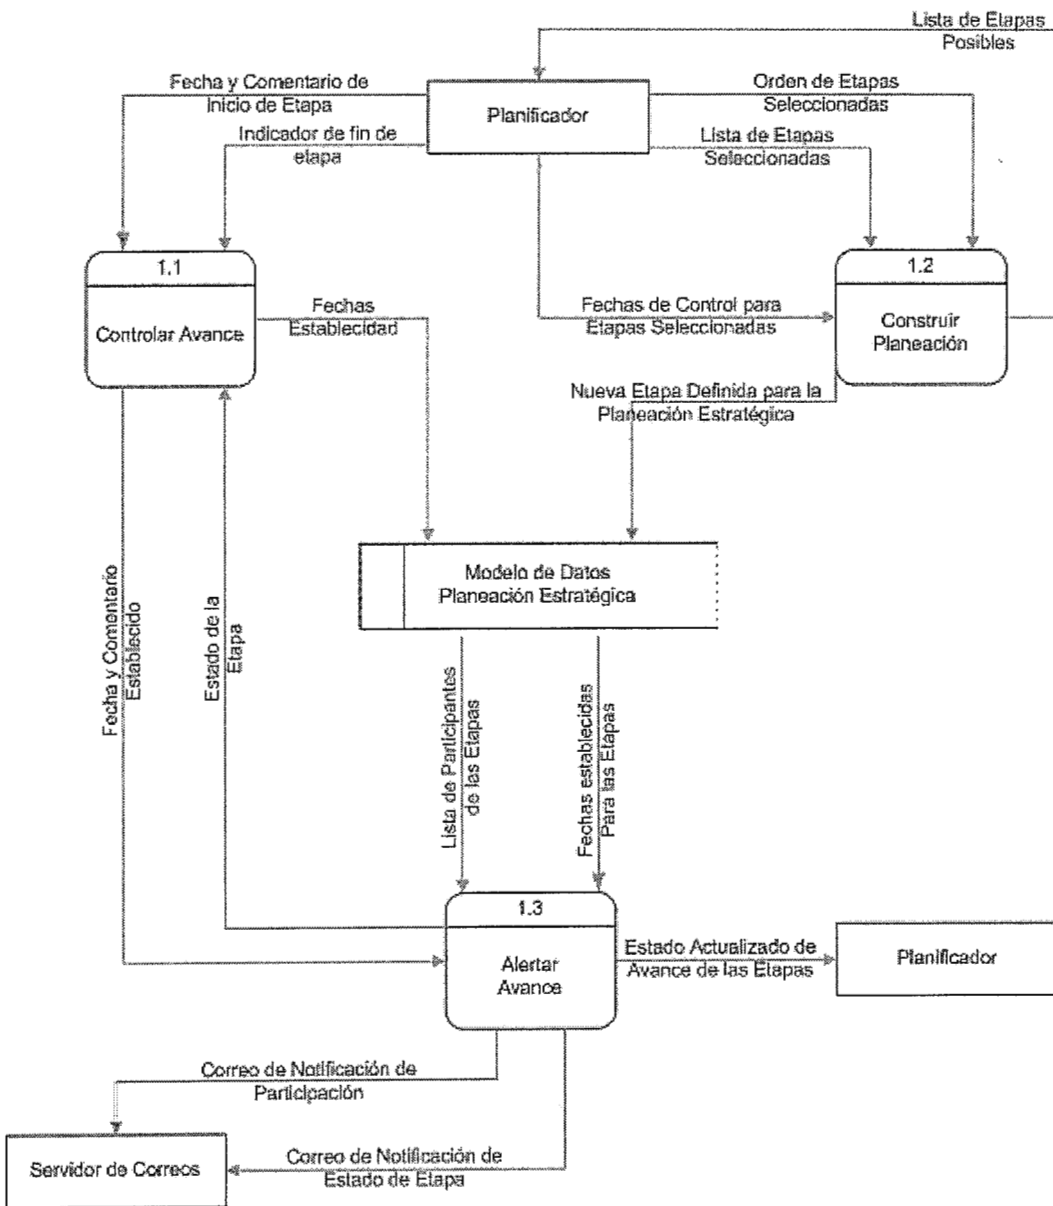 Lista de Etapas
Posibles
Fecha y Comentario de
Inicio de Etapa
Planificador
Orden de Etapas
Seleccionadas
Indicador de fin de
etapa
Lista de Etapas
Seleccionadas
1.1
Controlar Avance
Fechas
Establecidad
Fechas de Control para
Etapas Seleccionadas
1.2
Construir
Planeación
Nueva Etapa Definida para la
Planeación Estratégica
Modelo de Datos
Planeación Estratégica
Fecha y Comentario
Establecido
Estado de la
Etapa
Lista de Participantes
de las Etapas
Fechas establecidas
Para las Etapas
1.3
Alertar
Avance
Estado Actualizado de
Avance de las Etapas
Planificador
Correo de Notificación de
Participación
Servidor de Correos
Correo de Notificación de
Estado de Etapa